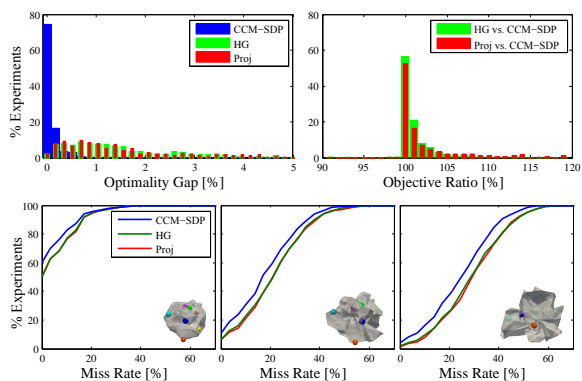 80
60
40
20
0
% Experiments
0 1 2 3 4 5
Optimality Gap [%]
CCM−SDP
HG
Proj
80
60
40
20
0
90 95 100 105 110 115 120
Objective Ratio [%]
HG vs. CCM−SDP
Proj vs. CCM−SDP
100
80
60
40
20
0
% Experiments
CCM−SDP
HG
Proj
0 20 40 60
Miss Rate [%]
0 20 40 60
Miss Rate [%]
0 20 40 60
Miss Rate [%]